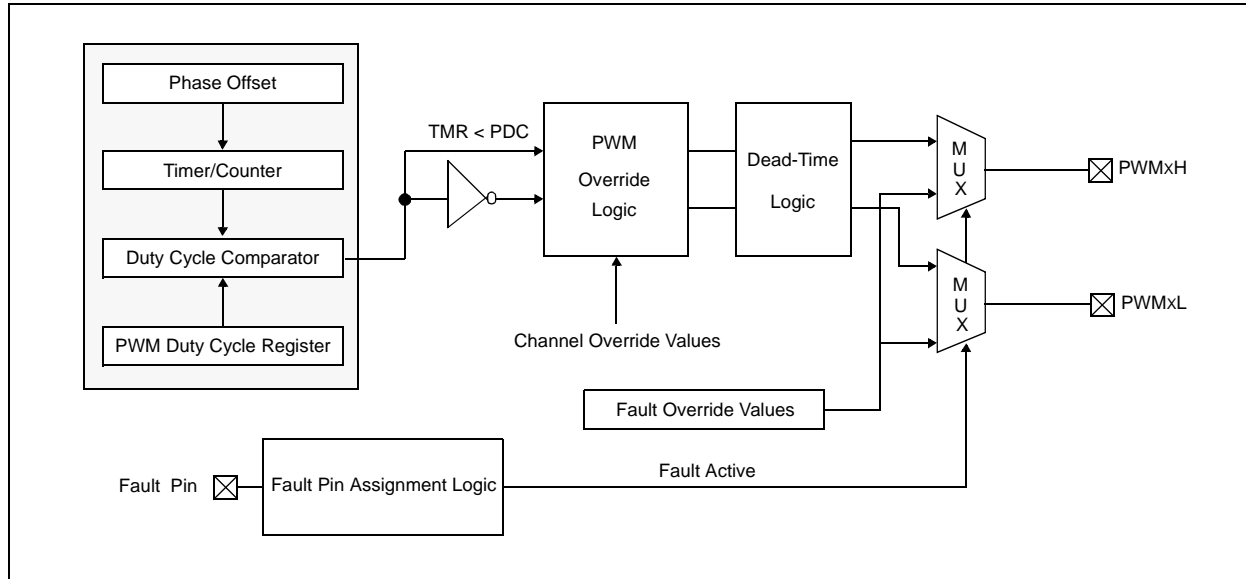 Phase Offset
Timer/Counter
Duty Cycle Comparator
PWM Duty Cycle Register
TMR < PDC
PWM
Override
Logic
Channel Override Values
Dead-Time
Logic
M
U
X
PWMxH
M
U
X
PWMxL
Fault Override Values
Fault Pin
Fault Pin Assignment Logic
Fault Active